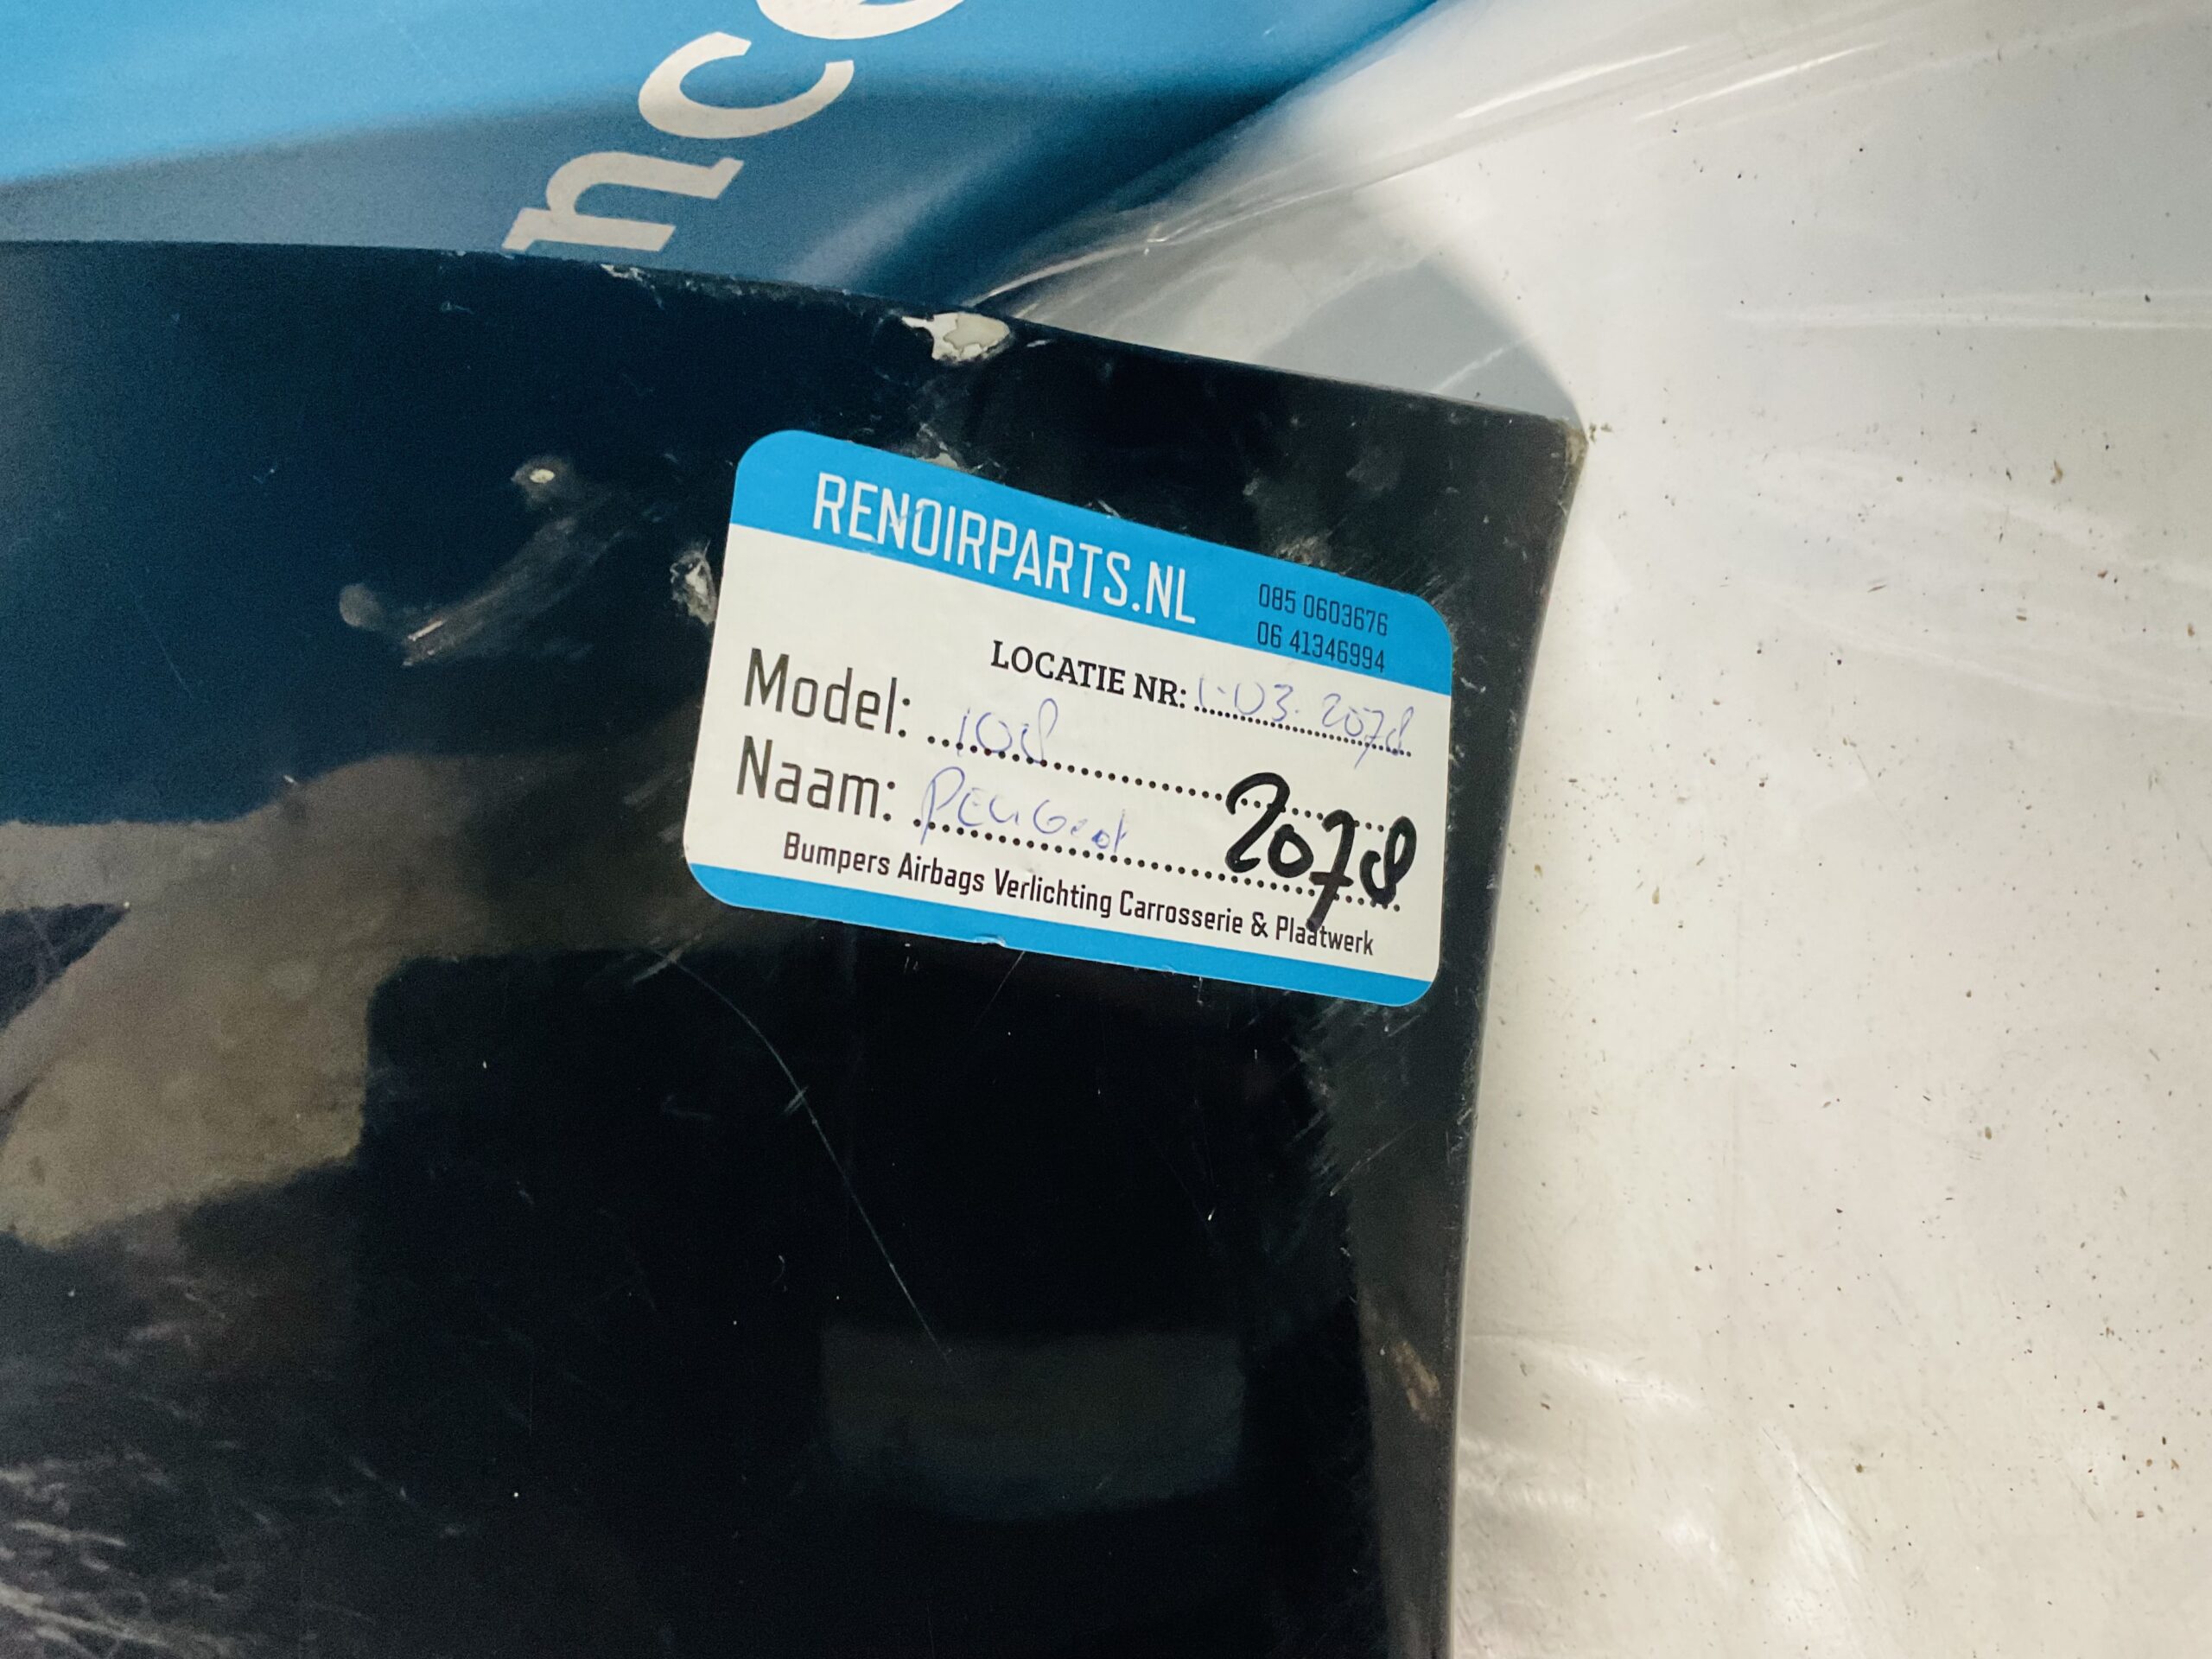 nce
RENOIRPARTS.NL
085 0603676
06 41346994
LOCATIE NR: 1-03. 2078
Model: 108
Naam: PEUGeot
2078
Bumpers Airbags Verlichting Carrosserie & Plaatwerk